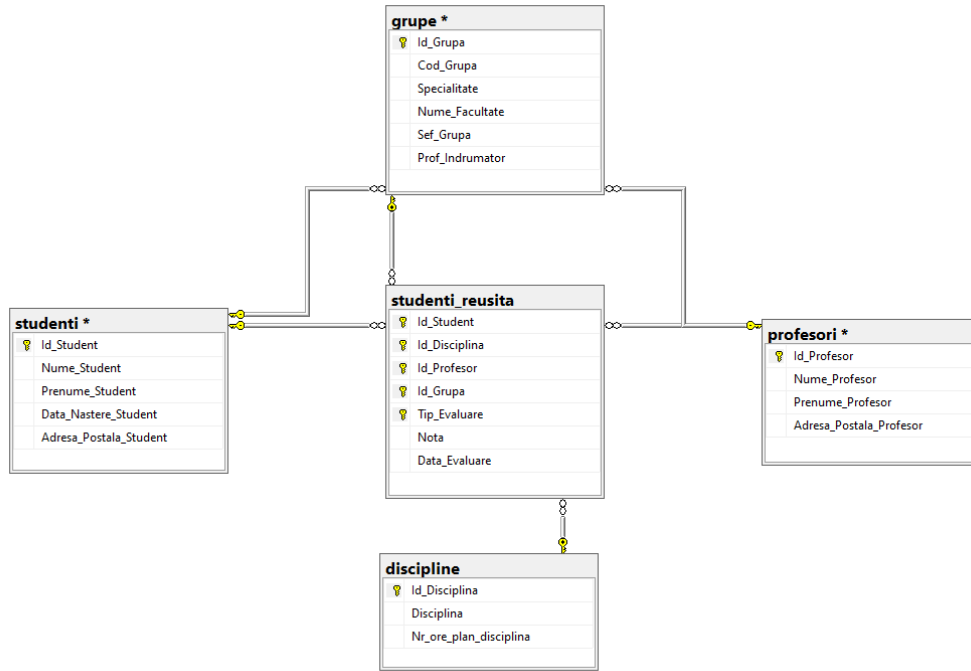 grupe *
Id_Grupa
Cod_Grupa
Specialitate
Nume_Facultate
Sef_Grupa
Prof_Indrumator
studenti *
Id_Student
Nume_Student
Prenume_Student
Data_Nastere_Student
Adresa_Postala_Student
studenti_reusita
Id_Student
Id_Disciplina
Id_Profesor
Id_Grupa
Tip_Evaluare
Nota
Data_Evaluare
profesori *
Id_Profesor
Nume_Profesor
Prenume_Profesor
Adresa_Postala_Profesor
discipline
Id_Disciplina
Disciplina
Nr_ore_plan_disciplina